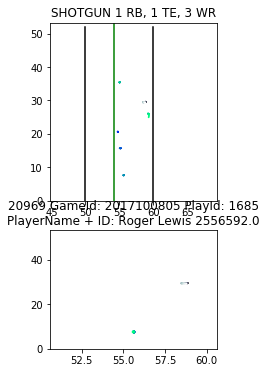 SHOTGUN 1 RB, 1 TE, 3 WR
50
40
30
20
10
0
45 50 55 60 65
20969 GameId: 2017100805 PlayId: 1685
PlayerName + ID: Roger Lewis 2556592.0
40
20
0
52.5 55.0 57.5 60.0